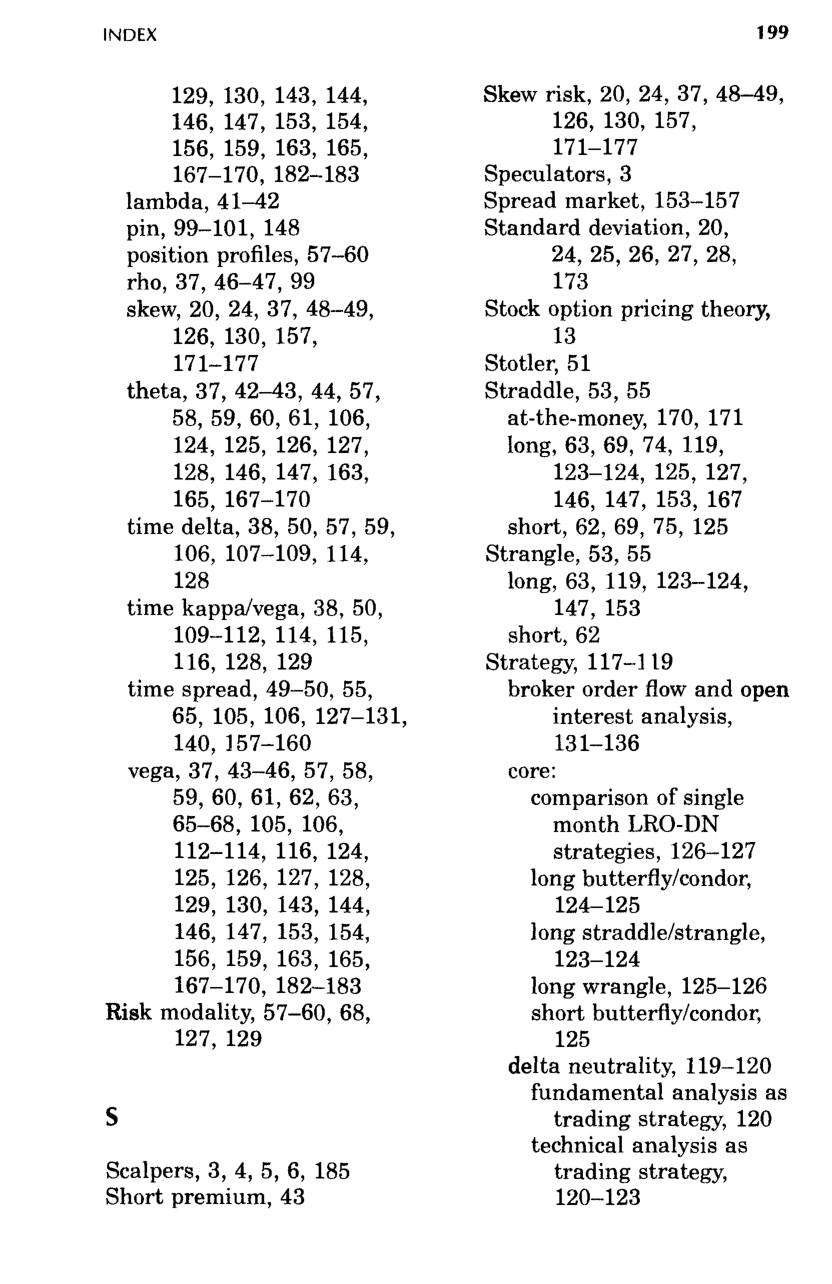 INDEX
199
129, 130, 143, 144,
146, 147, 153, 154,
156, 159, 163, 165,
167–170, 182–183
lambda, 41–42
pin, 99–101, 148
position profiles, 57–60
rho, 37, 46–47, 99
skew, 20, 24, 37, 48–49,
126, 130, 157,
171–177
theta, 37, 42–43, 44, 57,
58, 59, 60, 61, 106,
124, 125, 126, 127,
128, 146, 147, 163,
165, 167–170
time delta, 38, 50, 57, 59,
106, 107–109, 114,
128
time kappa/vega, 38, 50,
109–112, 114, 115,
116, 128, 129
time spread, 49–50, 55,
65, 105, 106, 127–131,
140, 157–160
vega, 37, 43–46, 57, 58,
59, 60, 61, 62, 63,
65–68, 105, 106,
112–114, 116, 124,
125, 126, 127, 128,
129, 130, 143, 144,
146, 147, 153, 154,
156, 159, 163, 165,
167–170, 182–183
Risk modality, 57–60, 68,
127, 129
S
Scalpers, 3, 4, 5, 6, 185
Short premium, 43
Skew risk, 20, 24, 37, 48–49,
126, 130, 157,
171–177
Speculators, 3
Spread market, 153–157
Standard deviation, 20,
24, 25, 26, 27, 28,
173
Stock option pricing theory,
13
Stotler, 51
Straddle, 53, 55
at-the-money, 170, 171
long, 63, 69, 74, 119,
123–124, 125, 127,
146, 147, 153, 167
short, 62, 69, 75, 125
Strangle, 53, 55
long, 63, 119, 123–124,
147, 153
short, 62
Strategy, 117–119
broker order flow and open
interest analysis,
131–136
core:
comparison of single
month LRO-DN
strategies, 126–127
long butterfly/condor,
124–125
long straddle/strangle,
123–124
long wrangle, 125–126
short butterfly/condor,
125
delta neutrality, 119–120
fundamental analysis as
trading strategy, 120
technical analysis as
trading strategy,
120–123